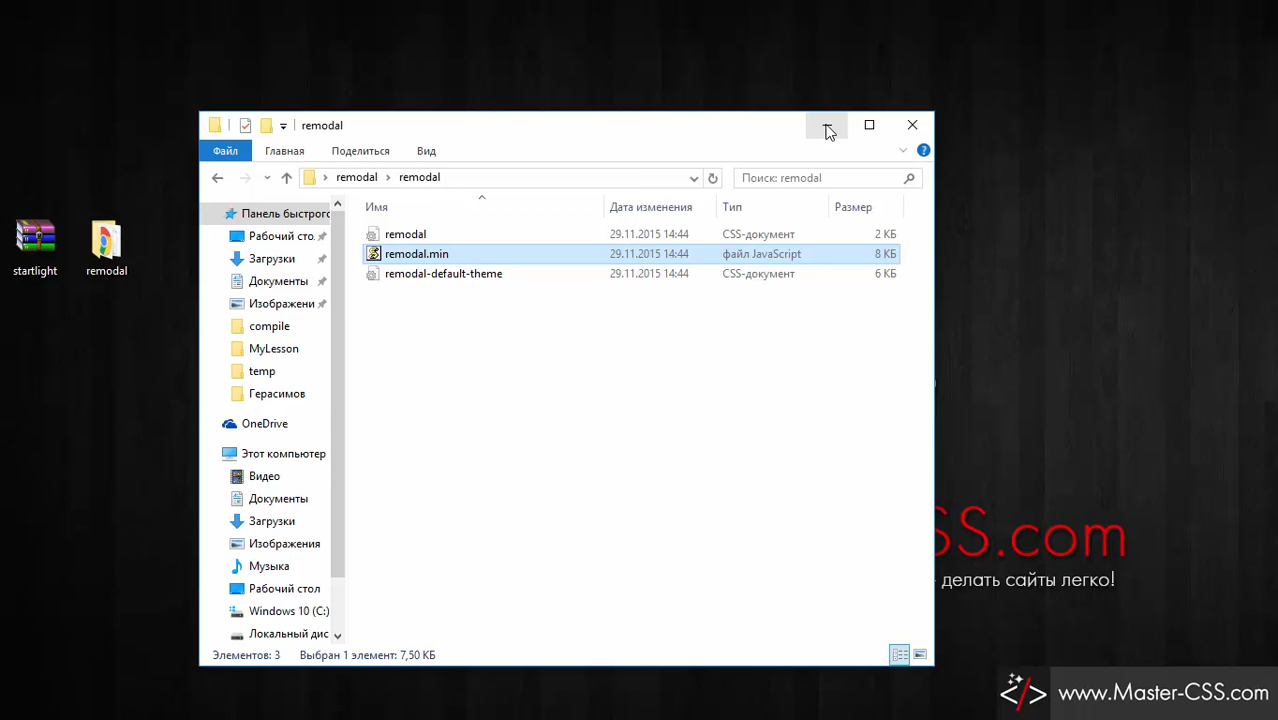 remodal
Файл Главная Поделиться Вид
remodal remodal Поиск: remodal
Имя Дата изменения Тип Размер
remodal 29.11.2015 14:44 CSS-документ 2 КБ
remodal.min 29.11.2015 14:44 файл JavaScript 8 КБ
remodal-default-theme 29.11.2015 14:44 CSS-документ 6 КБ
Панель быстрого
Рабочий сто.
Загрузки
Документы
Изображени
compile
MyLesson
temp
Герасимов
OneDrive
Этот компьютер
Видео
Документы
Загрузки
Изображения
Музыка
Рабочий стол
Windows 10 (C:)
Локальный дис
Элементов: 3 Выбран 1 элемент: 7,50 КБ
startlight
remodal
SS.com
делать сайты легко!
www.Master-CSS.com